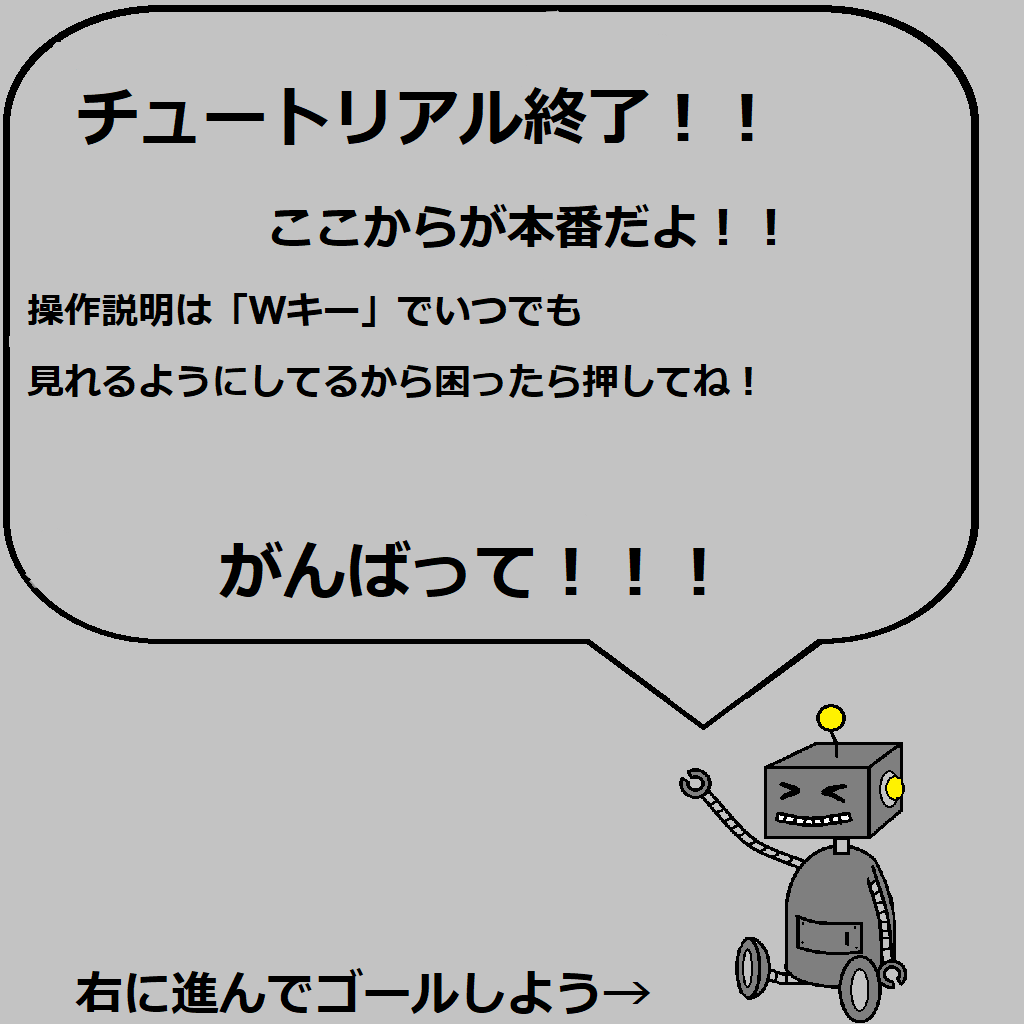 チュートリアル終了！！
ここからが本番だよ！！
操作説明は「Wキー」でいつでも
見れるようにしてるから困ったら押してね！
がんばって！！！
右に進んでゴールしよう→